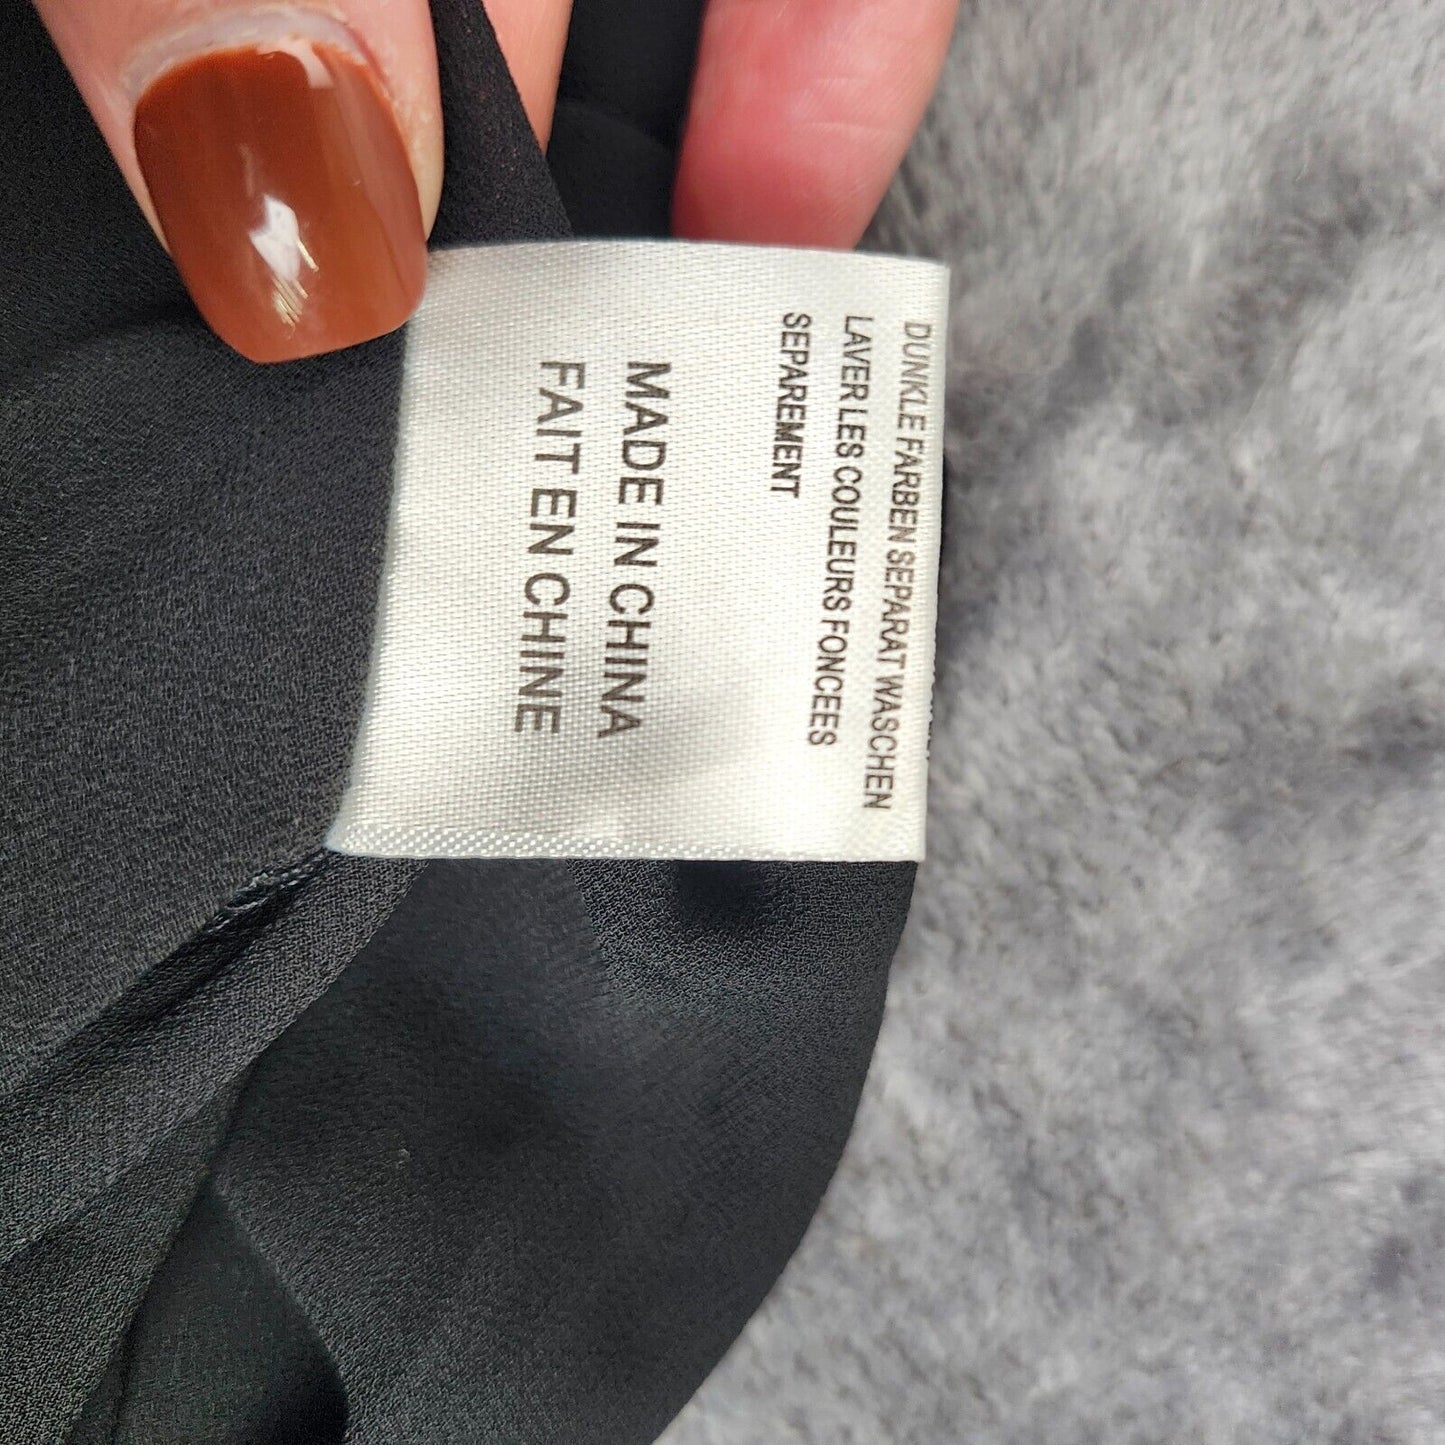 DUNKLE FARBEN SEPARAT WASCHEN
LAVER LES COULEURS FONCEES
SEPAREMENT
MADE IN CHINA
FAIT EN CHINE